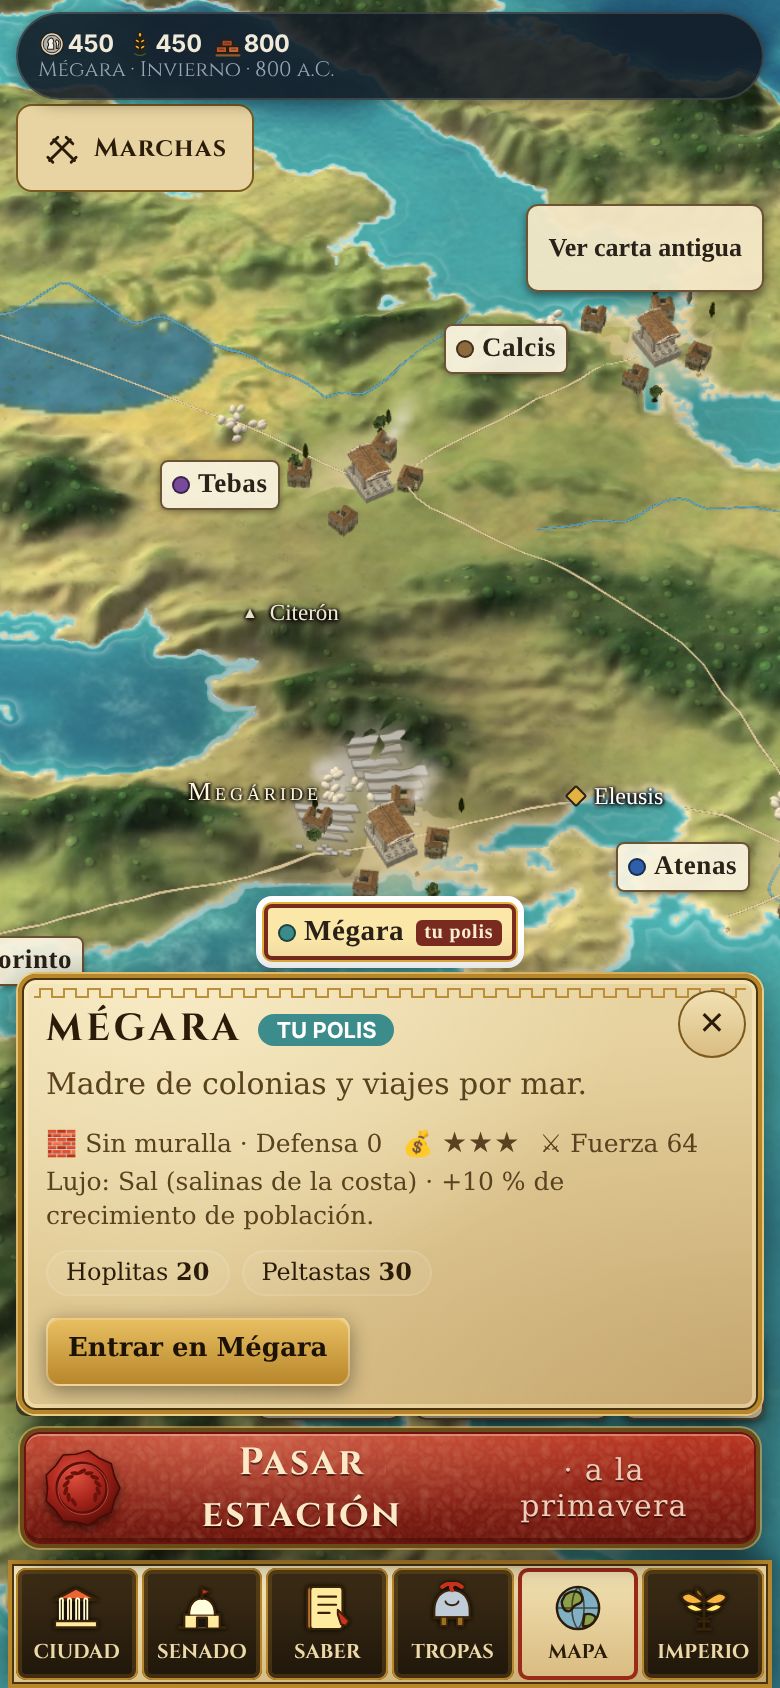 450 450 800
MÉGARA · INVIERNO · 800 A.C.
MARCHAS
Ver carta antigua
Calcis
Tebas
Citerón
MEGÁRIDE
Eleusis
Atenas
Mégara tu polis
orinto
MÉGARA TU POLIS
Madre de colonias y viajes por mar.
Sin muralla · Defensa 0 ★★★ Fuerza 64
Lujo: Sal (salinas de la costa) · +10 % de
crecimiento de población.
Hoplitas 20 Peltastas 30
Entrar en Mégara
PASAR
ESTACIÓN
· a la
primavera
CIUDAD SENADO SABER TROPAS MAPA IMPERIO